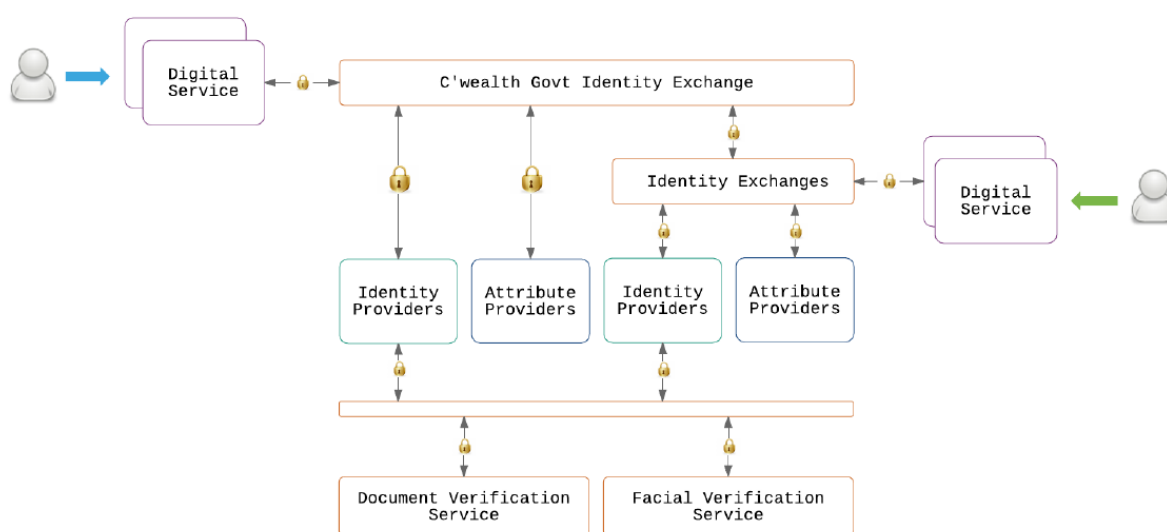 Digital
Service
C'wealth Govt Identity Exchange
Identity Exchanges
Digital
Service
Identity
Providers
Attribute
Providers
Identity
Providers
Attribute
Providers
Document Verification
Service
Facial Verification
Service